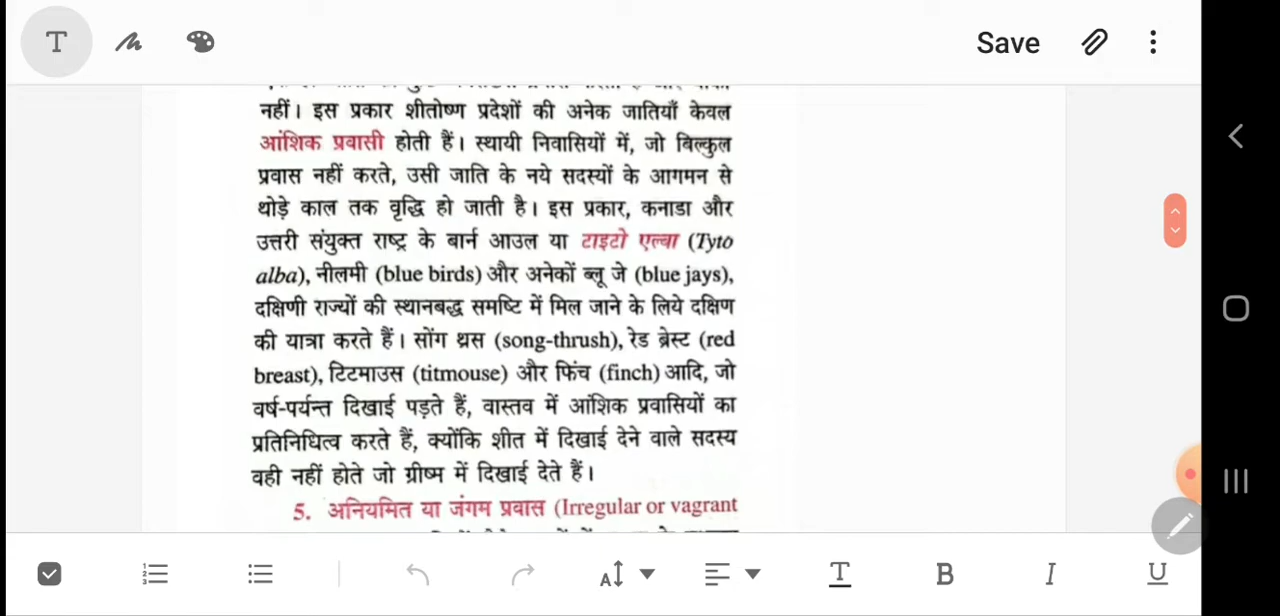 Save
नहीं। इस प्रकार शीतोष्ण प्रदेशों की अनेक जातियाँ केवल
आंशिक प्रवासी होती हैं। स्थायी निवासियों में, जो बिल्कुल
प्रवास नहीं करते, उसी जाति के नये सदस्यों के आगमन से
थोड़े काल तक वृद्धि हो जाती है। इस प्रकार, कनाडा और
उत्तरी संयुक्त राष्ट्र के बार्न आउल या टाइटो एल्बा (Tyto
alba), नीलमी (blue birds) और अनेकों ब्लू जे (blue jays),
दक्षिणी राज्यों की स्थानबद्ध समष्टि में मिल जाने के लिये दक्षिण
की यात्रा करते हैं। सोंग थ्रस (song-thrush), रेड ब्रेस्ट (red
breast), टिटमाउस (titmouse) और फिंच (finch) आदि, जो
वर्ष-पर्यन्त दिखाई पड़ते हैं, वास्तव में आंशिक प्रवासियों का
प्रतिनिधित्व करते हैं, क्योंकि शीत में दिखाई देने वाले सदस्य
वही नहीं होते जो ग्रीष्म में दिखाई देते हैं।
5. अनियमित या जंगम प्रवास (Irregular or vagrant